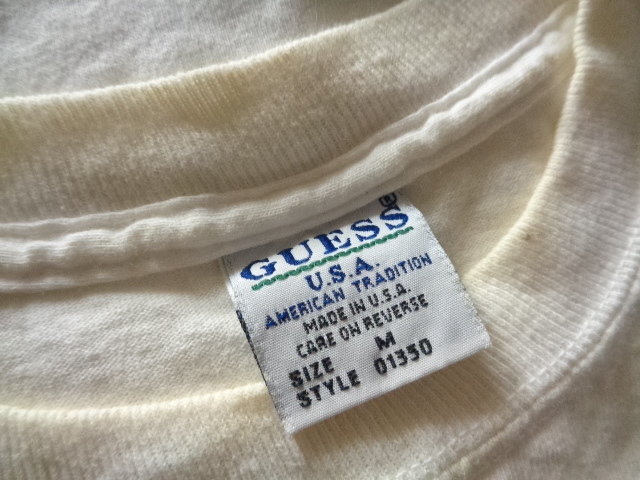 GUESS®
U.S.A.
AMERICAN TRADITION
MADE IN U.S.A.
CARE ON REVERSE
SIZE M
STYLE 01350